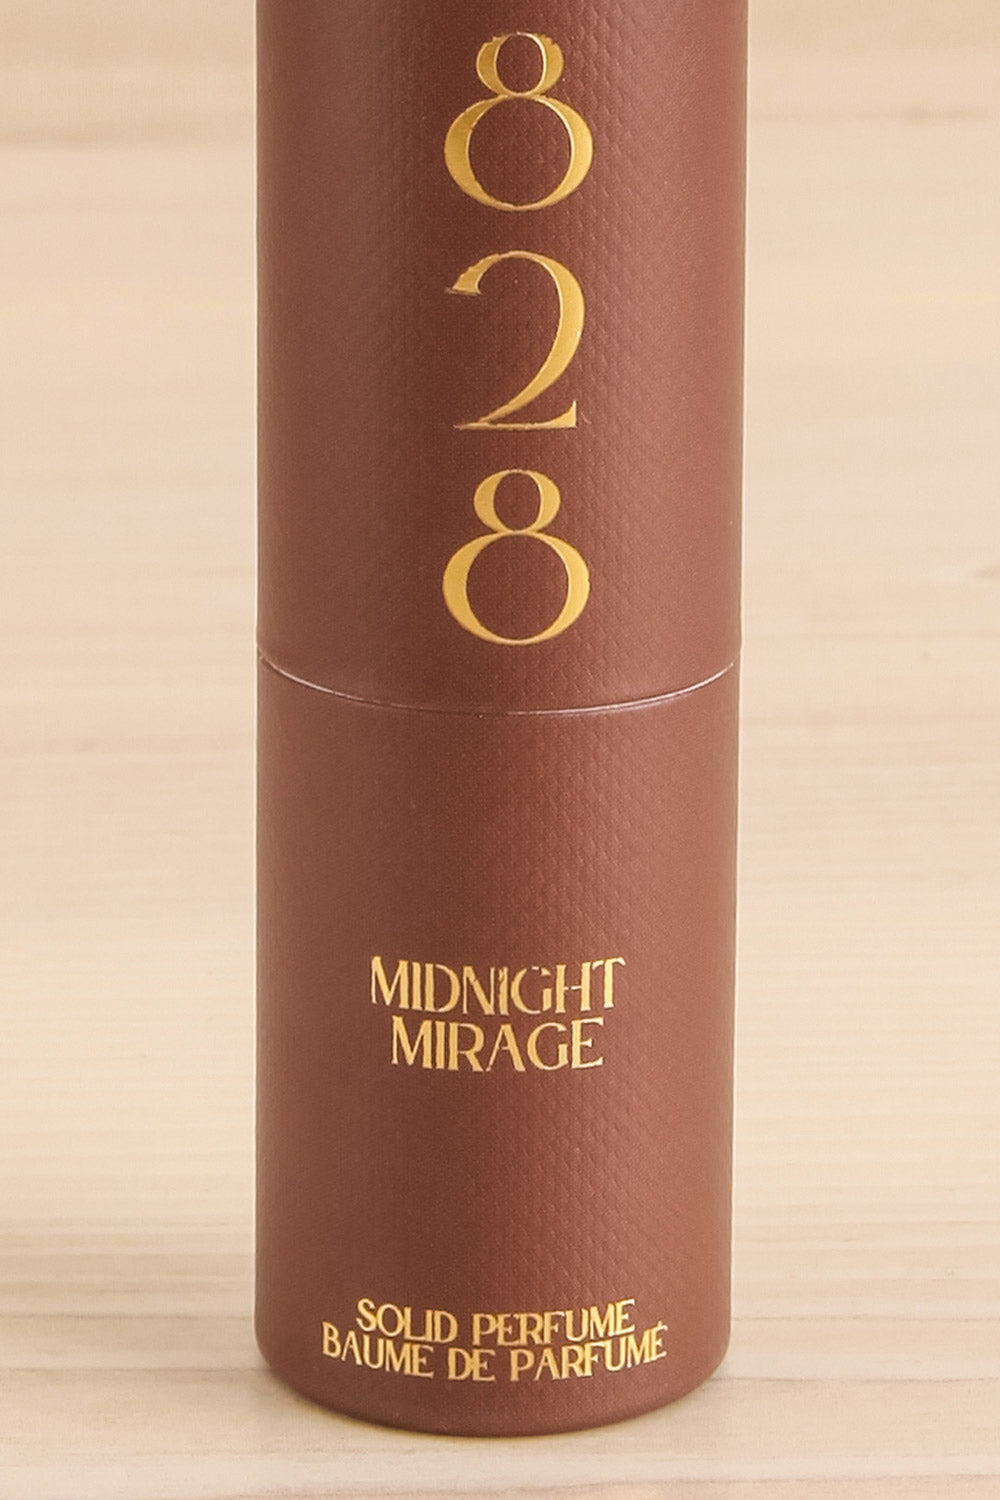 8
2
8
MIDNIGHT
MIRAGE
SOLID PERFUME
BAUME DE PARFUMÉ